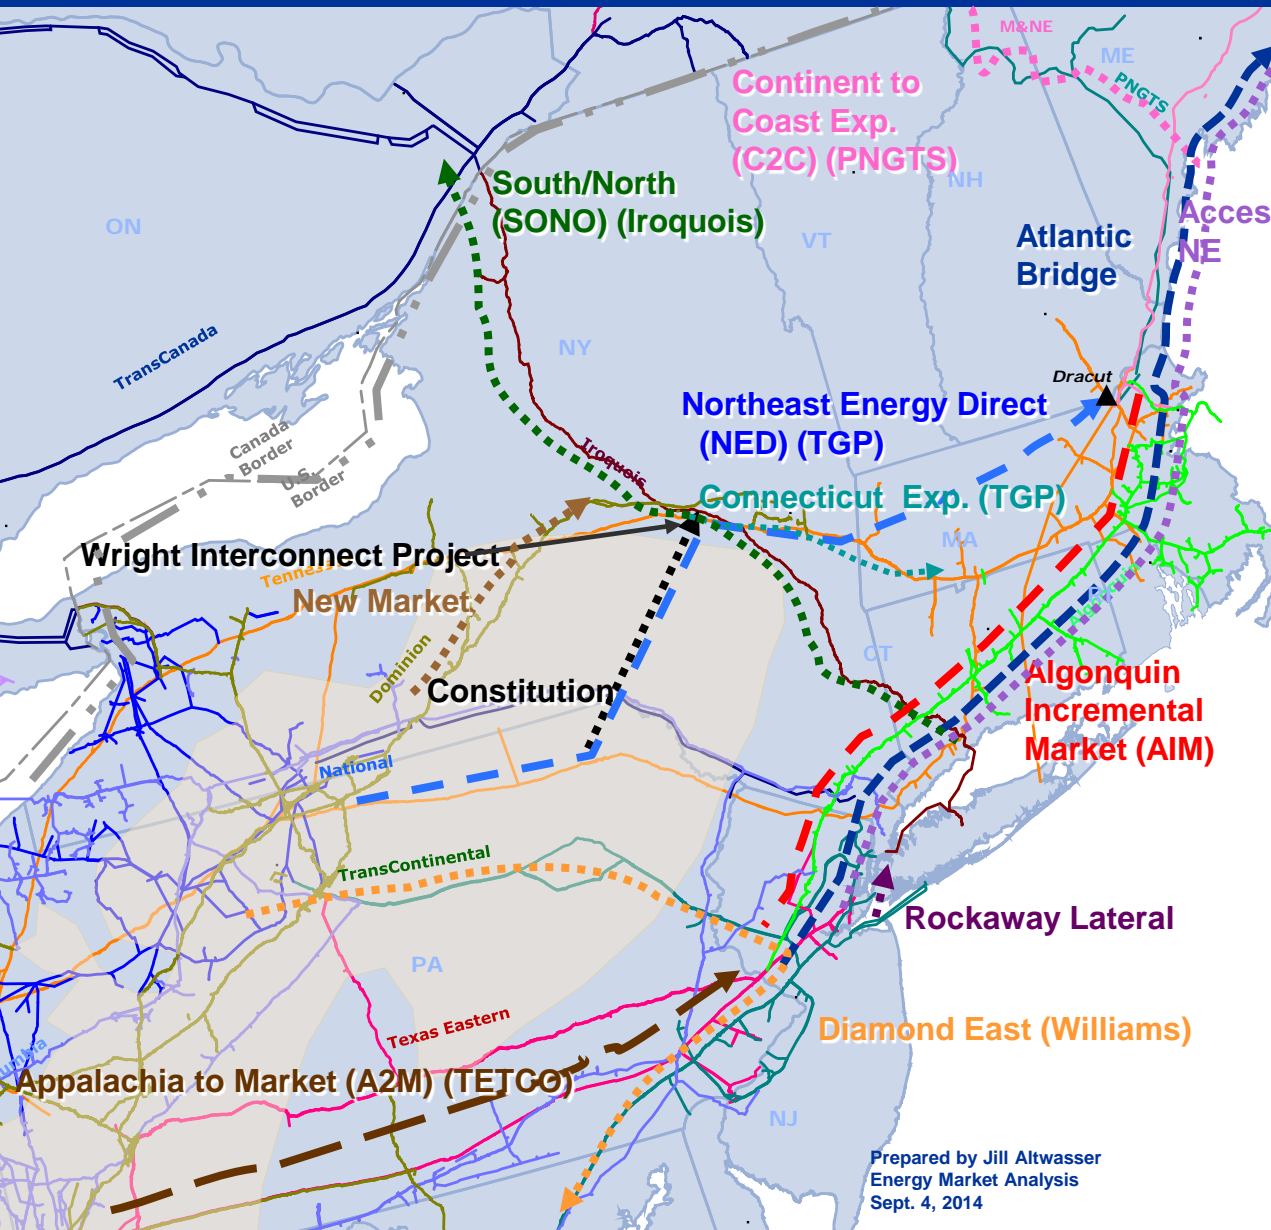 M&NE
ME
Continent to
Coast Exp.
(C2C) (PNGTS)
PNGTS
NH
South/North
(SONO) (Iroquois)
ON
VT
Atlantic
Bridge
Acces
NE
TransCanada
NY
Dracut
Northeast Energy Direct
(NED) (TGP)
Canada
Border
U.S.
Border
Iroquois
Connecticut Exp. (TGP)
MA
Wright Interconnect Project
New Market
Algonquin
Dominion
CT
Constitution
Algonquin
Incremental
Market (AIM)
National
TransContinental
Rockaway Lateral
PA
Texas Eastern
Diamond East (Williams)
Appalachia to Market (A2M) (TETCO)
NJ
Prepared by Jill Altwasser
Energy Market Analysis
Sept. 4, 2014